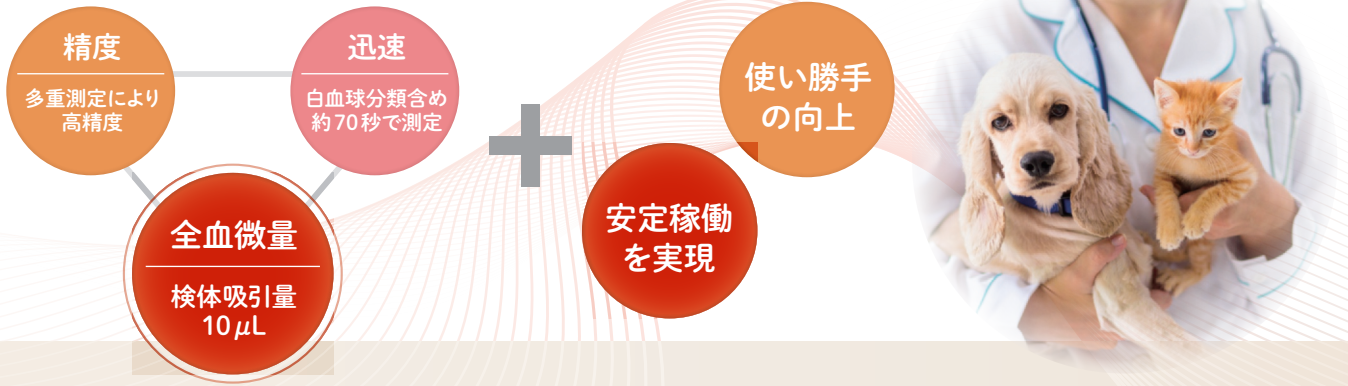 精度
多重測定により
高精度
迅速
白血球分類含め
約70秒で測定
全血微量
検体吸引量
10μL
使い勝手
の向上
安定稼働
を実現